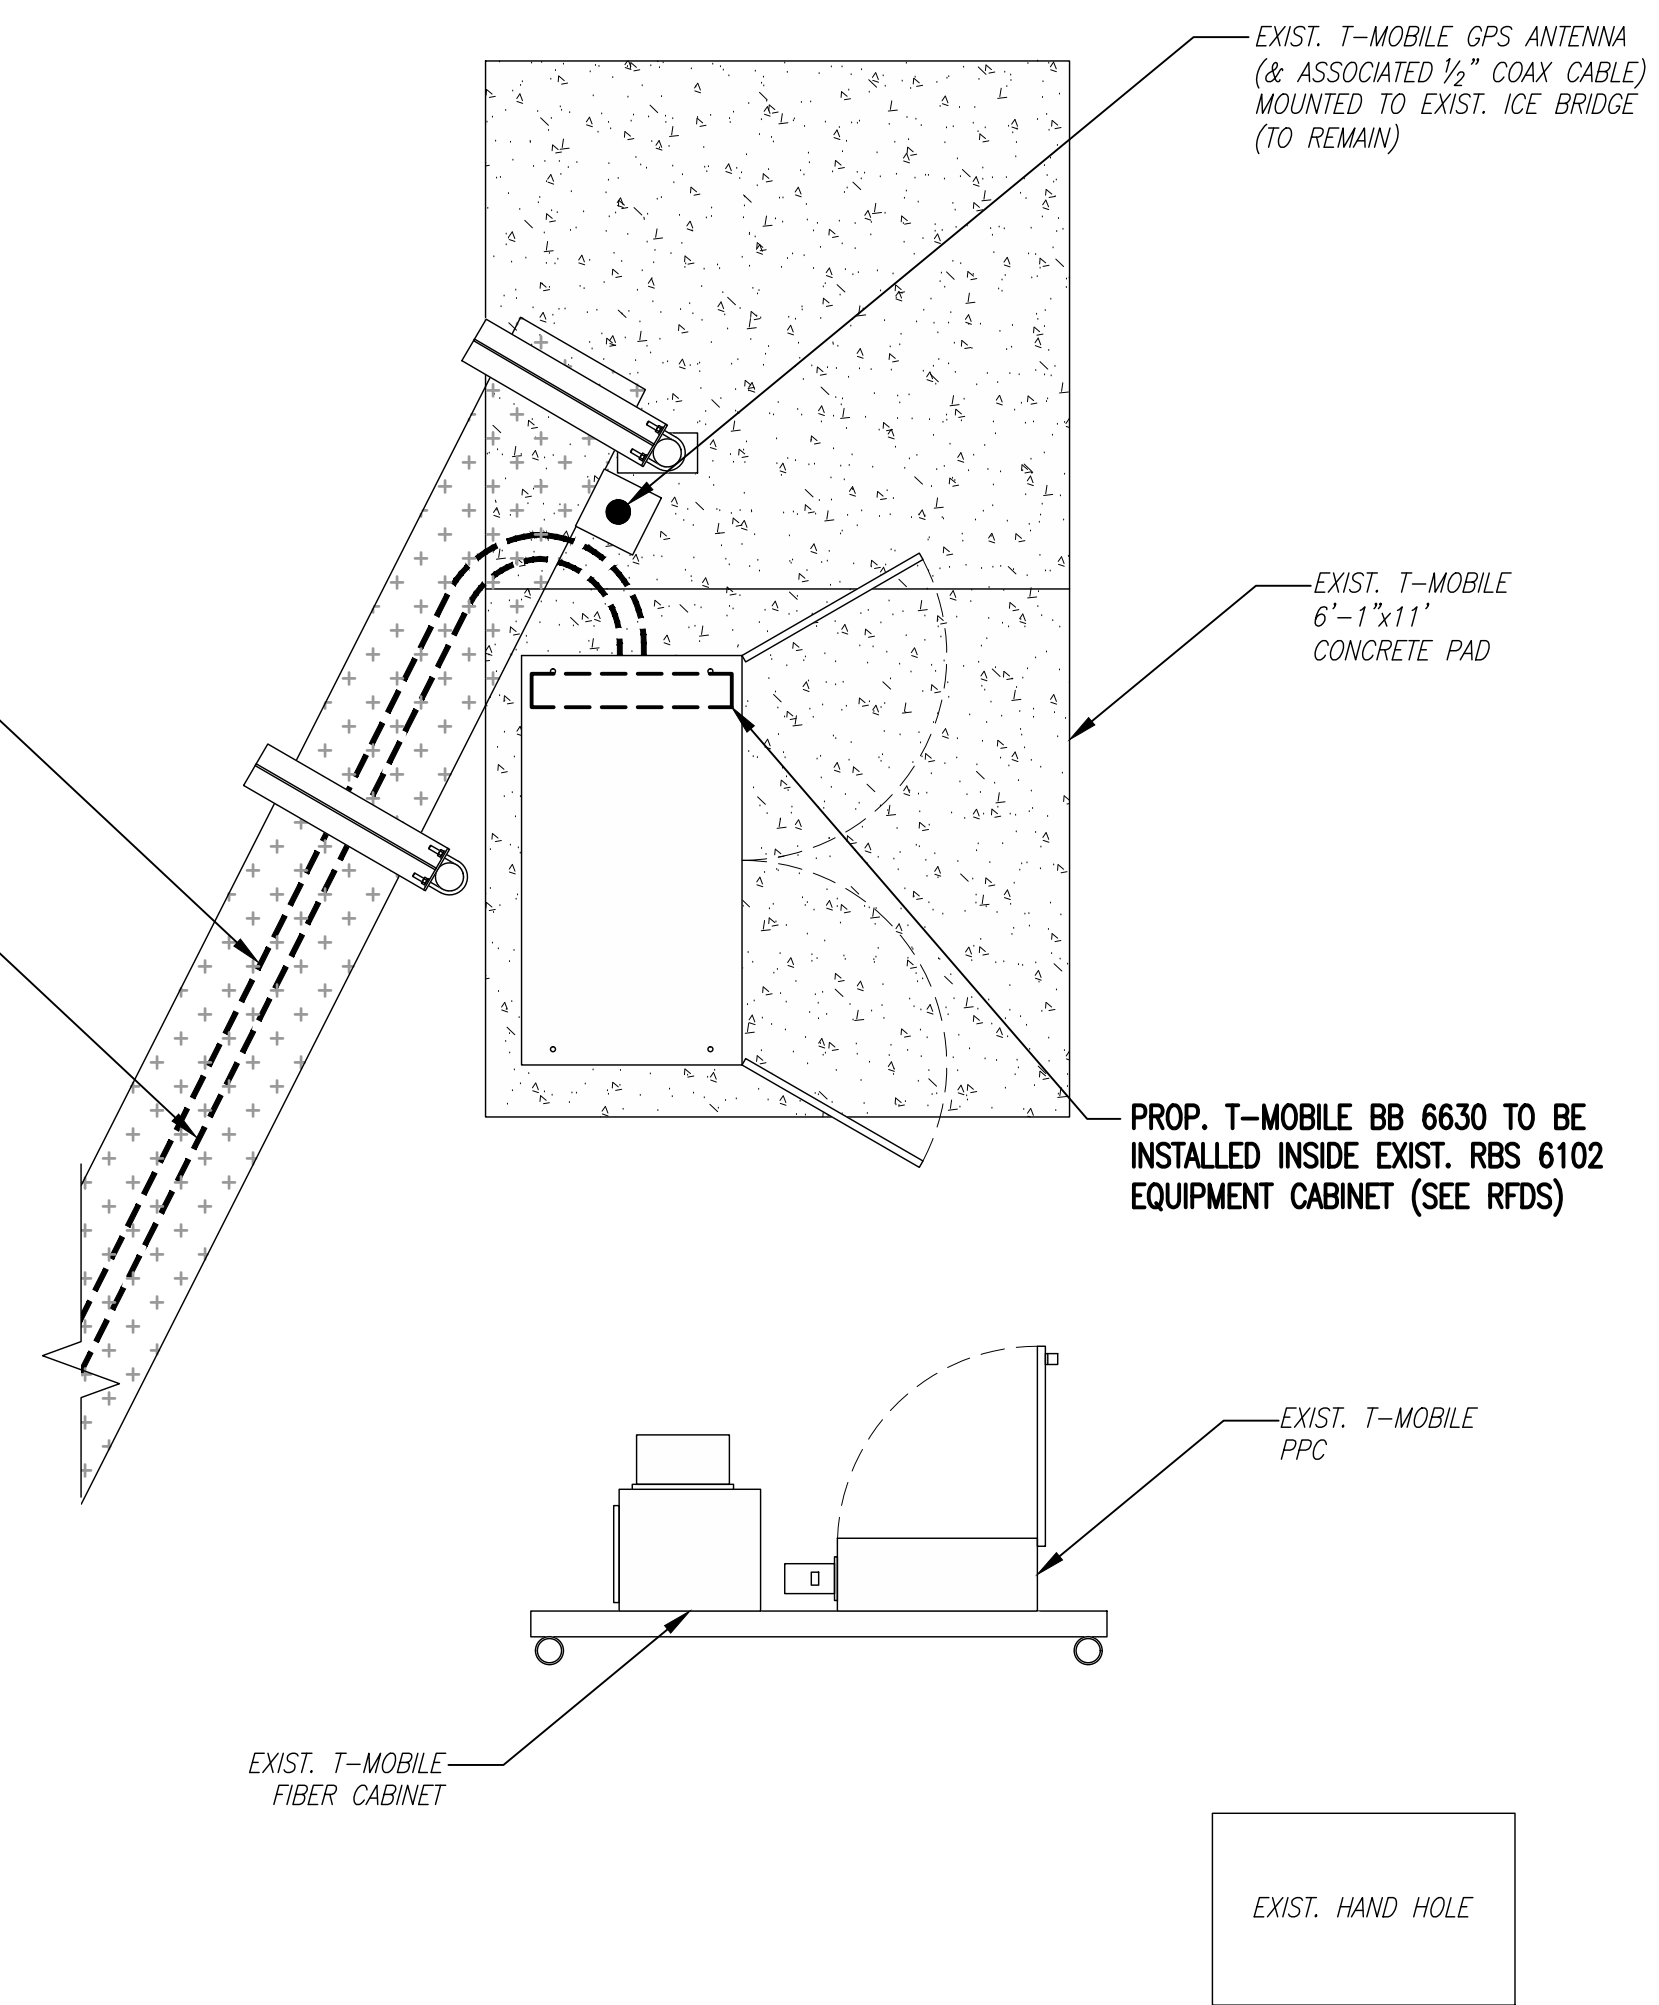 EXIST. T-MOBILE GPS ANTENNA
(& ASSOCIATED 1/2" COAX CABLE)
MOUNTED TO EXIST. ICE BRIDGE
(TO REMAIN)
EXIST. T-MOBILE
6'-1"x11'
CONCRETE PAD
PROP. T-MOBILE BB 6630 TO BE
INSTALLED INSIDE EXIST. RBS 6102
EQUIPMENT CABINET (SEE RFDS)
EXIST. T-MOBILE
PPC
EXIST. T-MOBILE
FIBER CABINET
EXIST. HAND HOLE